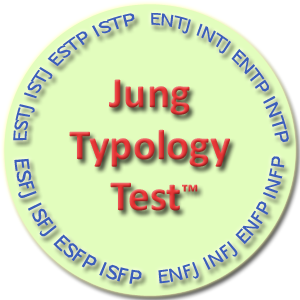 ESTJ ISTJ ESTP ISTP
ENTJ INTJ ENTP INTP
Jung
Typology
Test™
ESFJ ISFJ ESFP ISFP
ENFJ INFJ ENFP INFP